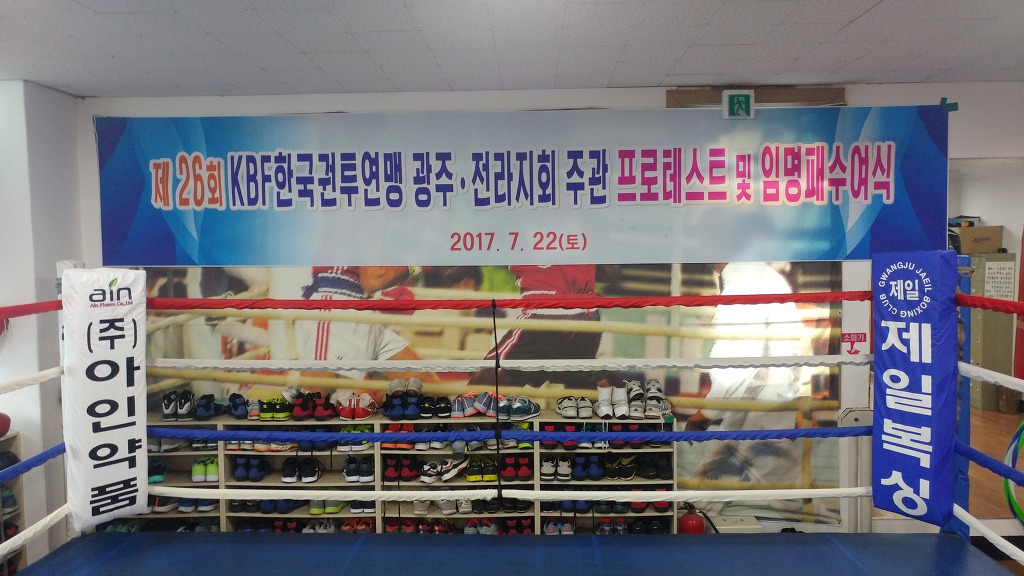 제 26회 KBF한국권투연맹 광주·전라지회 주관 프로테스트 및 임명패수여식
2017. 7. 22(토)
ain
Ain Pharm Co.,Ltd
(주)아인약품
GWANGJU JAEIL BOXING CLUB
제일
제일복싱
소화기